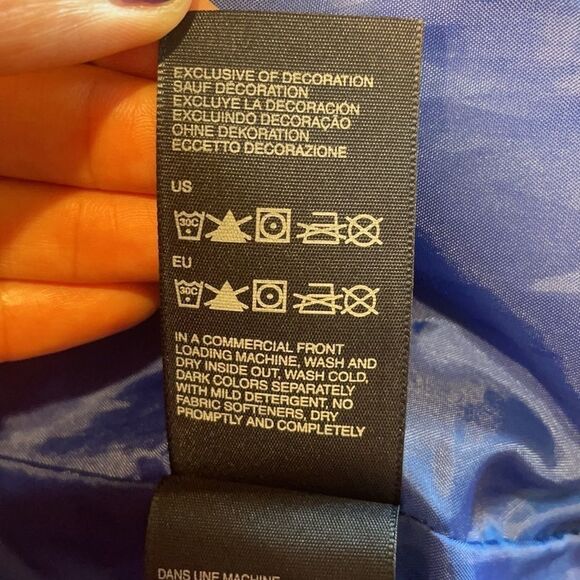 EXCLUSIVE OF DECORATION
SAUF DÉCORATION
EXCLUYE LA DECORACIÓN
EXCLUINDO DECORAÇÃO
OHNE DEKORATION
ECCETTO DECORAZIONE
US
30C
EU
30C
IN A COMMERCIAL FRONT
LOADING MACHINE, WASH AND
DRY INSIDE OUT, WASH COLD,
DARK COLORS SEPARATELY
WITH MILD DETERGENT, NO
FABRIC SOFTENERS, DRY
PROMPTLY AND COMPLETELY
DANS UNE MACHINE